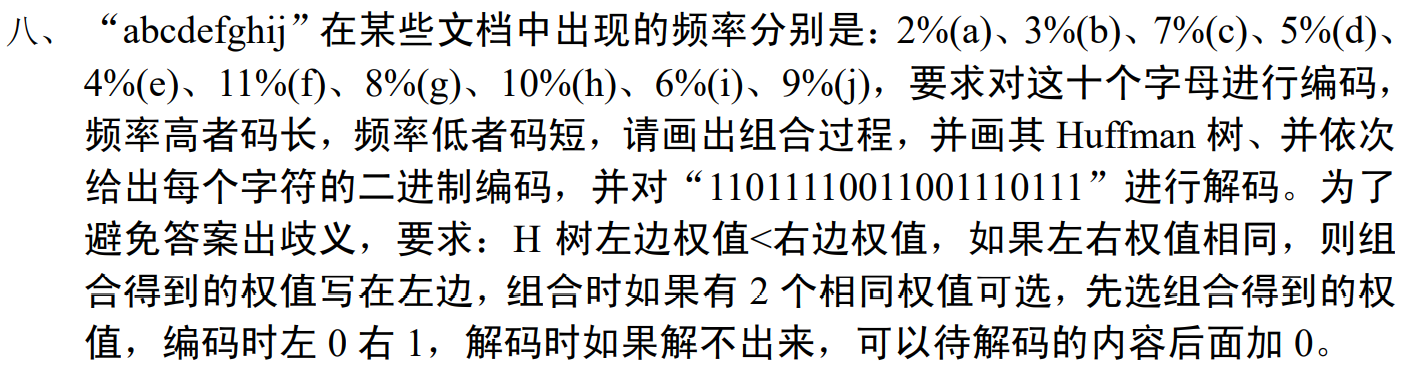 八、“abcdefghij”在某些文档中出现的频率分别是：2%(a)、3%(b)、7%(c)、5%(d)、
4%(e)、11%(f)、8%(g)、10%(h)、6%(i)、9%(j)，要求对这十个字母进行编码，
频率高者码长，频率低者码短，请画出组合过程，并画其 Huffman 树、并依次
给出每个字符的二进制编码，并对“11011110011001110111”进行解码。为了
避免答案出歧义，要求：H 树左边权值<右边权值，如果左右权值相同，则组
合得到的权值写在左边，组合时如果有 2 个相同权值可选，先选组合得到的权
值，编码时左 0 右 1，解码时如果解不出来，可以待解码的内容后面加 0。